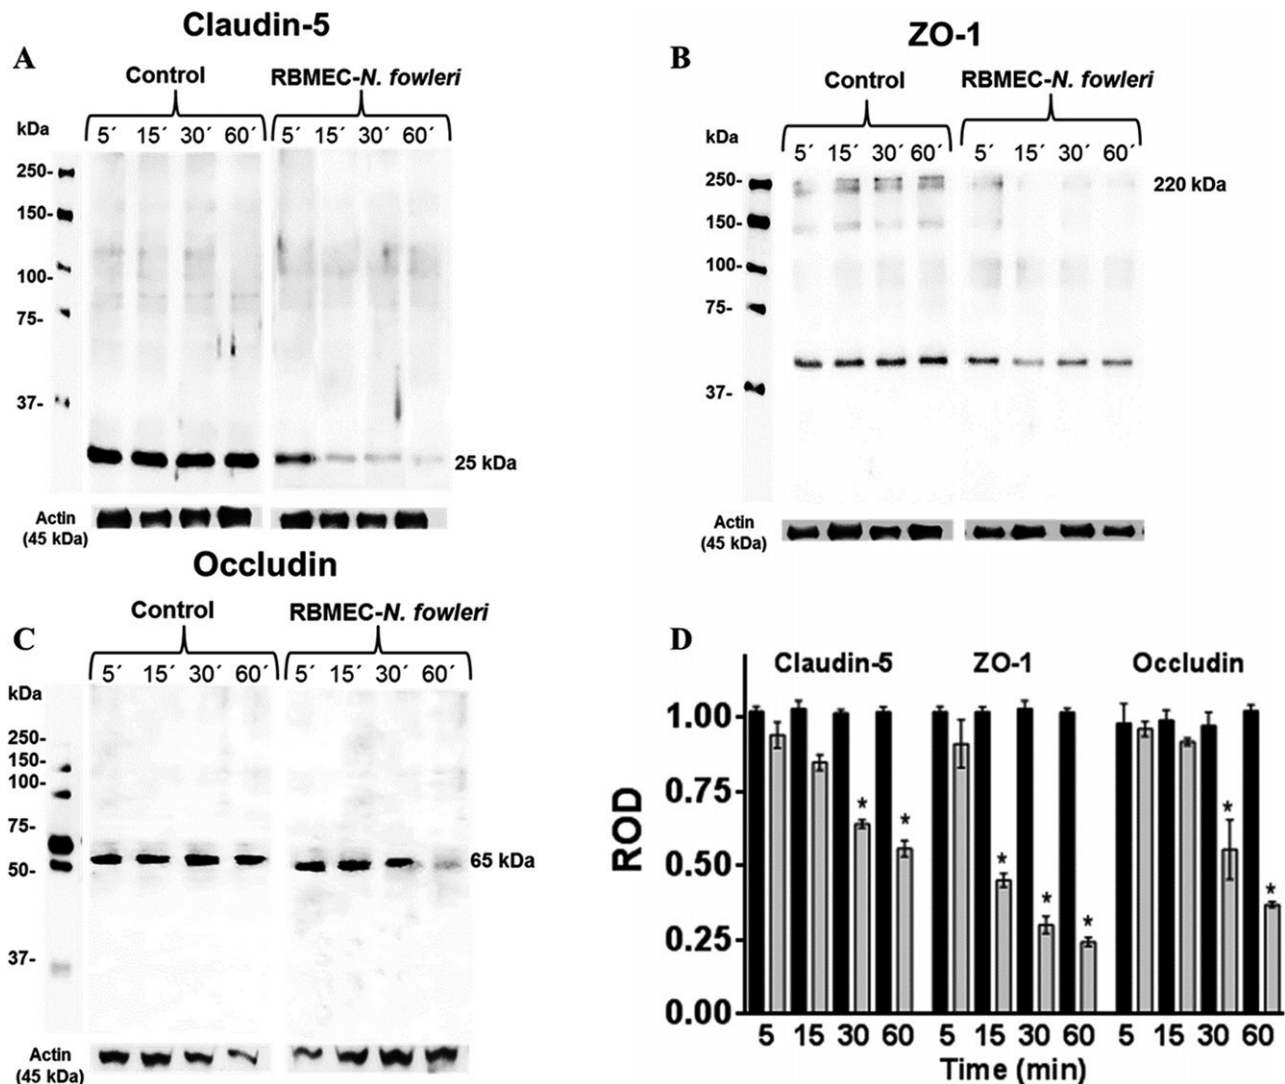 Claudin-5
A
Control RBMEC-N. fowleri
kDa
5´ 15´ 30´ 60´ 5´ 15´ 30´ 60´
250-
150-
100-
75-
37-
25 kDa
Actin
(45 kDa)
ZO-1
B
Control RBMEC-N. fowleri
kDa
5´ 15´ 30´ 60´ 5´ 15´ 30´ 60´
250-
220 kDa
150-
100-
75-
37-
Actin
(45 kDa)
Occludin
C
Control RBMEC-N. fowleri
5´ 15´ 30´ 60´ 5´ 15´ 30´ 60´
kDa
250-
150-
100-
75-
65 kDa
50-
37-
Actin
(45 kDa)
D
Claudin-5 ZO-1 Occludin
1.00
0.75
0.50
0.25
0.00
ROD
* * * * * * *
5 15 30 60 5 15 30 60 5 15 30 60
Time (min)